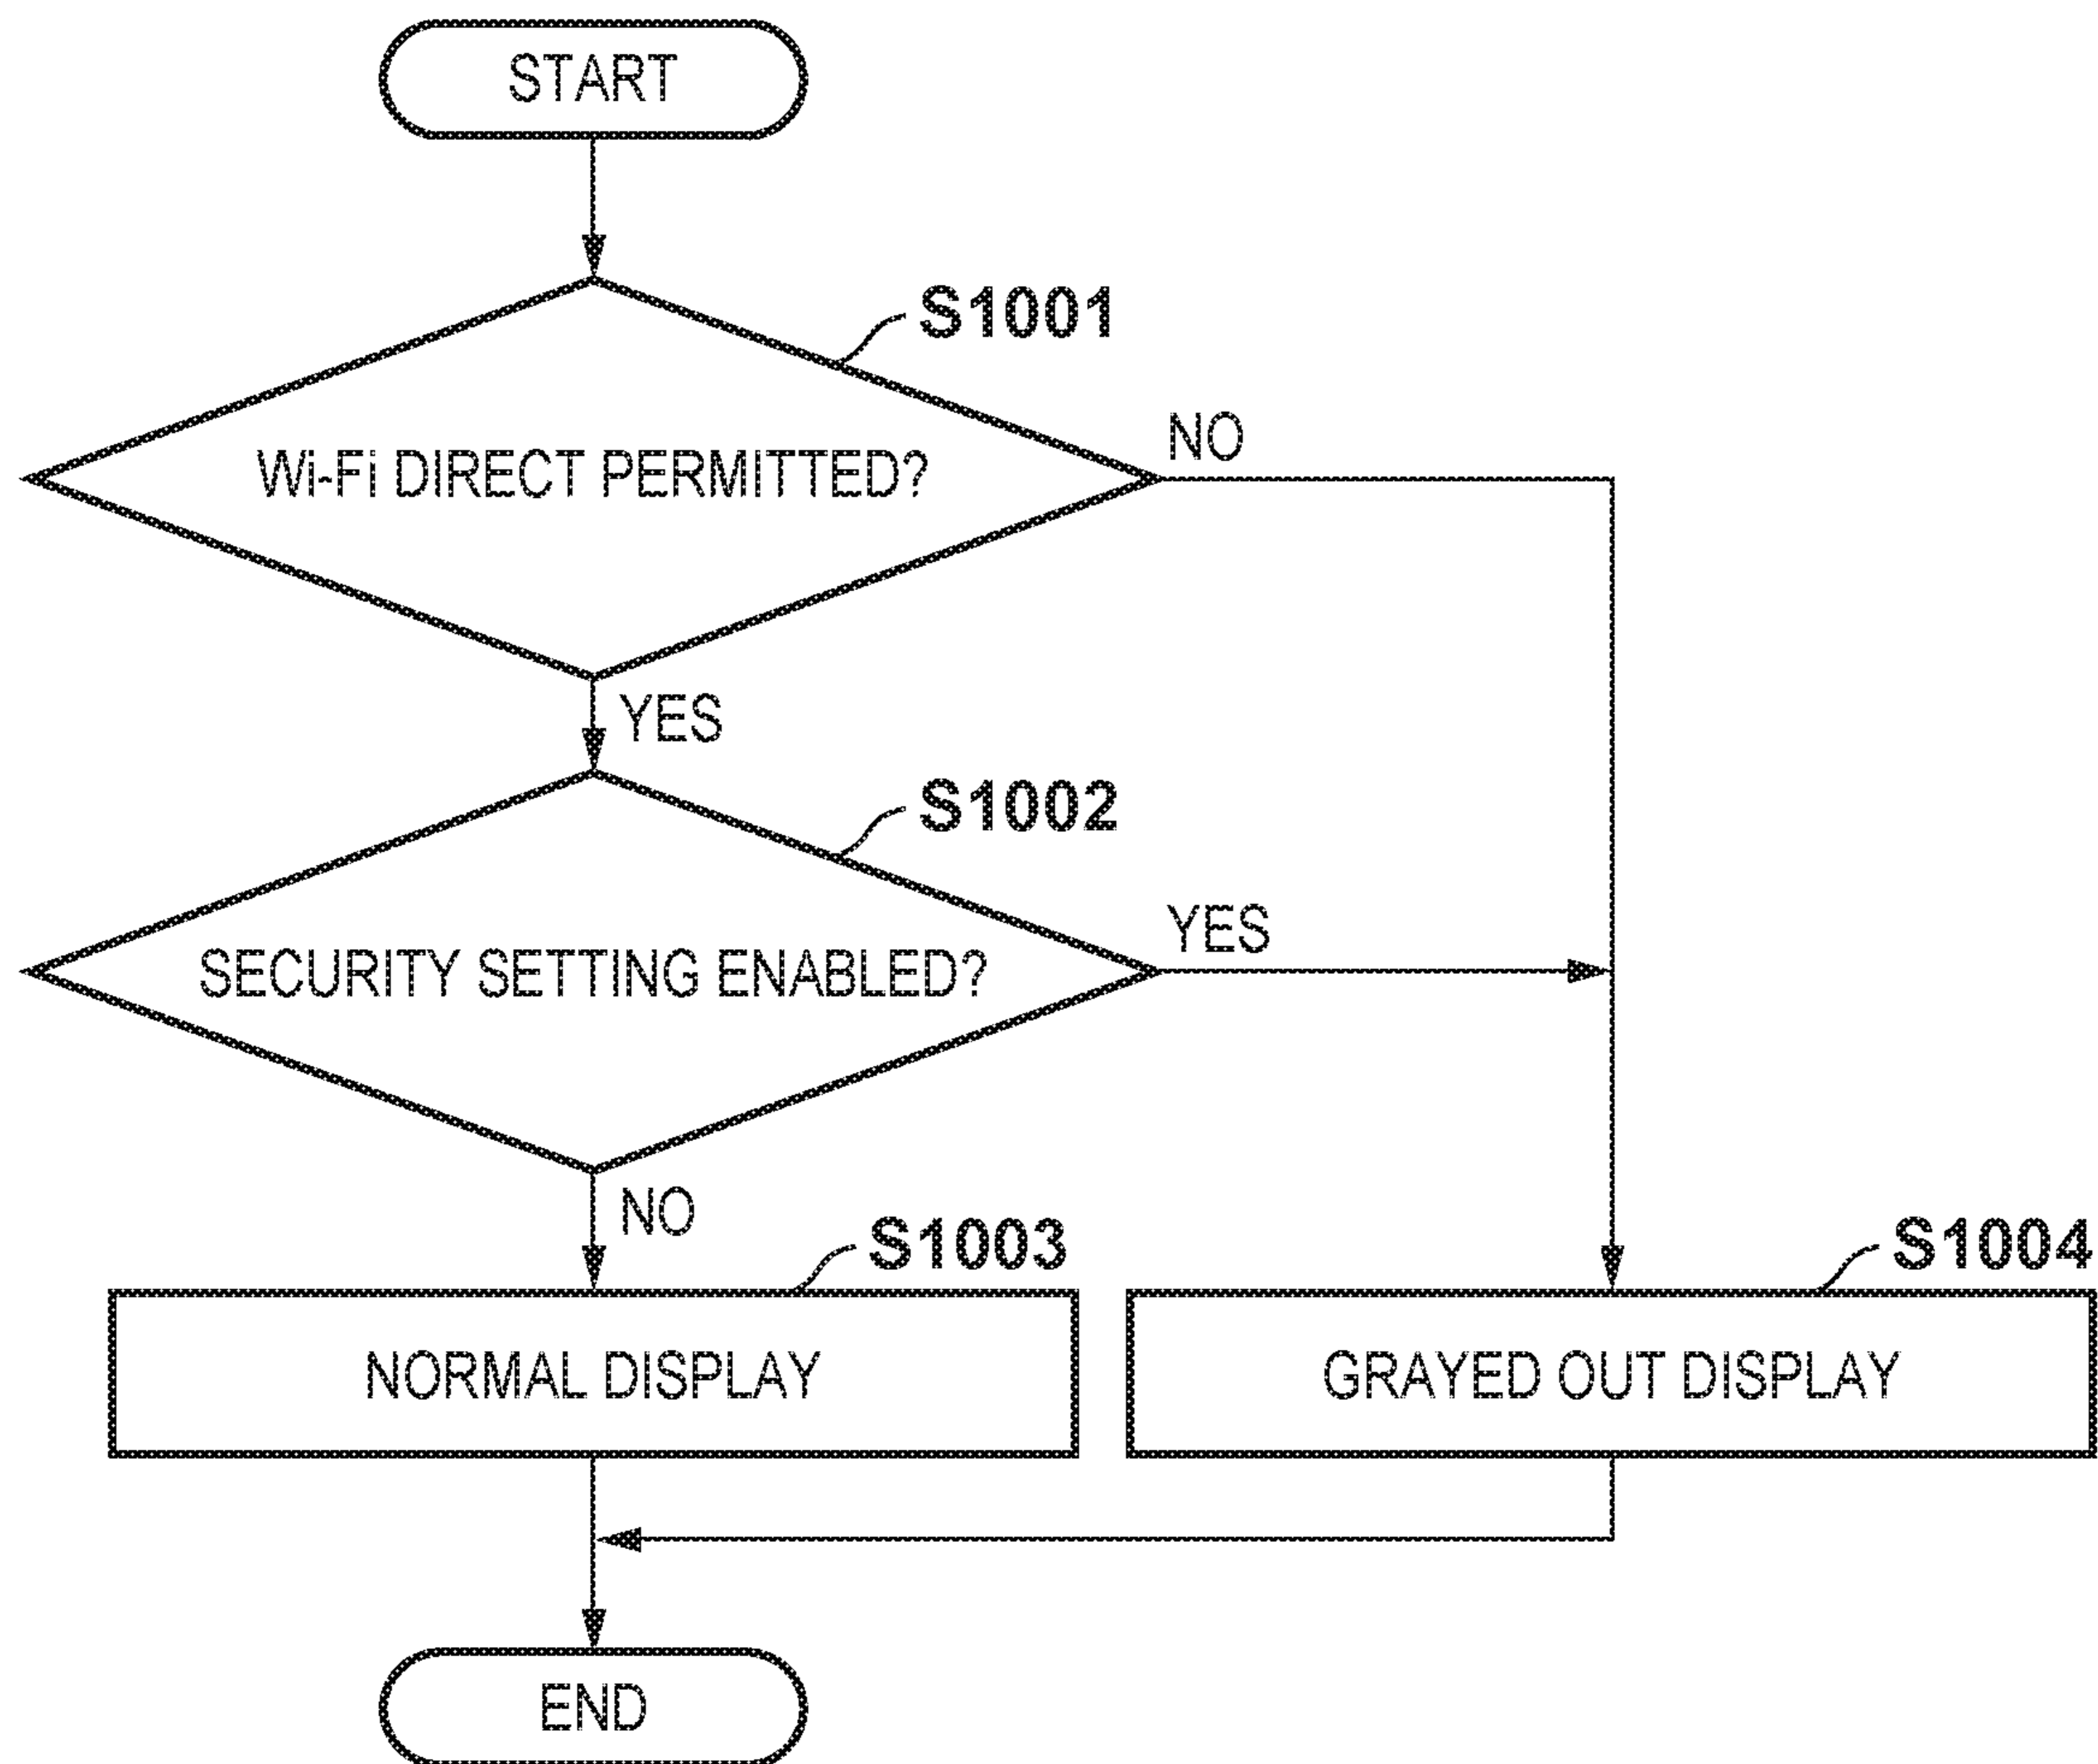 START
S1001
Wi-Fi DIRECT PERMITTED?
NO
YES
S1002
SECURITY SETTING ENABLED?
YES
NO
S1003
S1004
NORMAL DISPLAY
GRAYED OUT DISPLAY
END